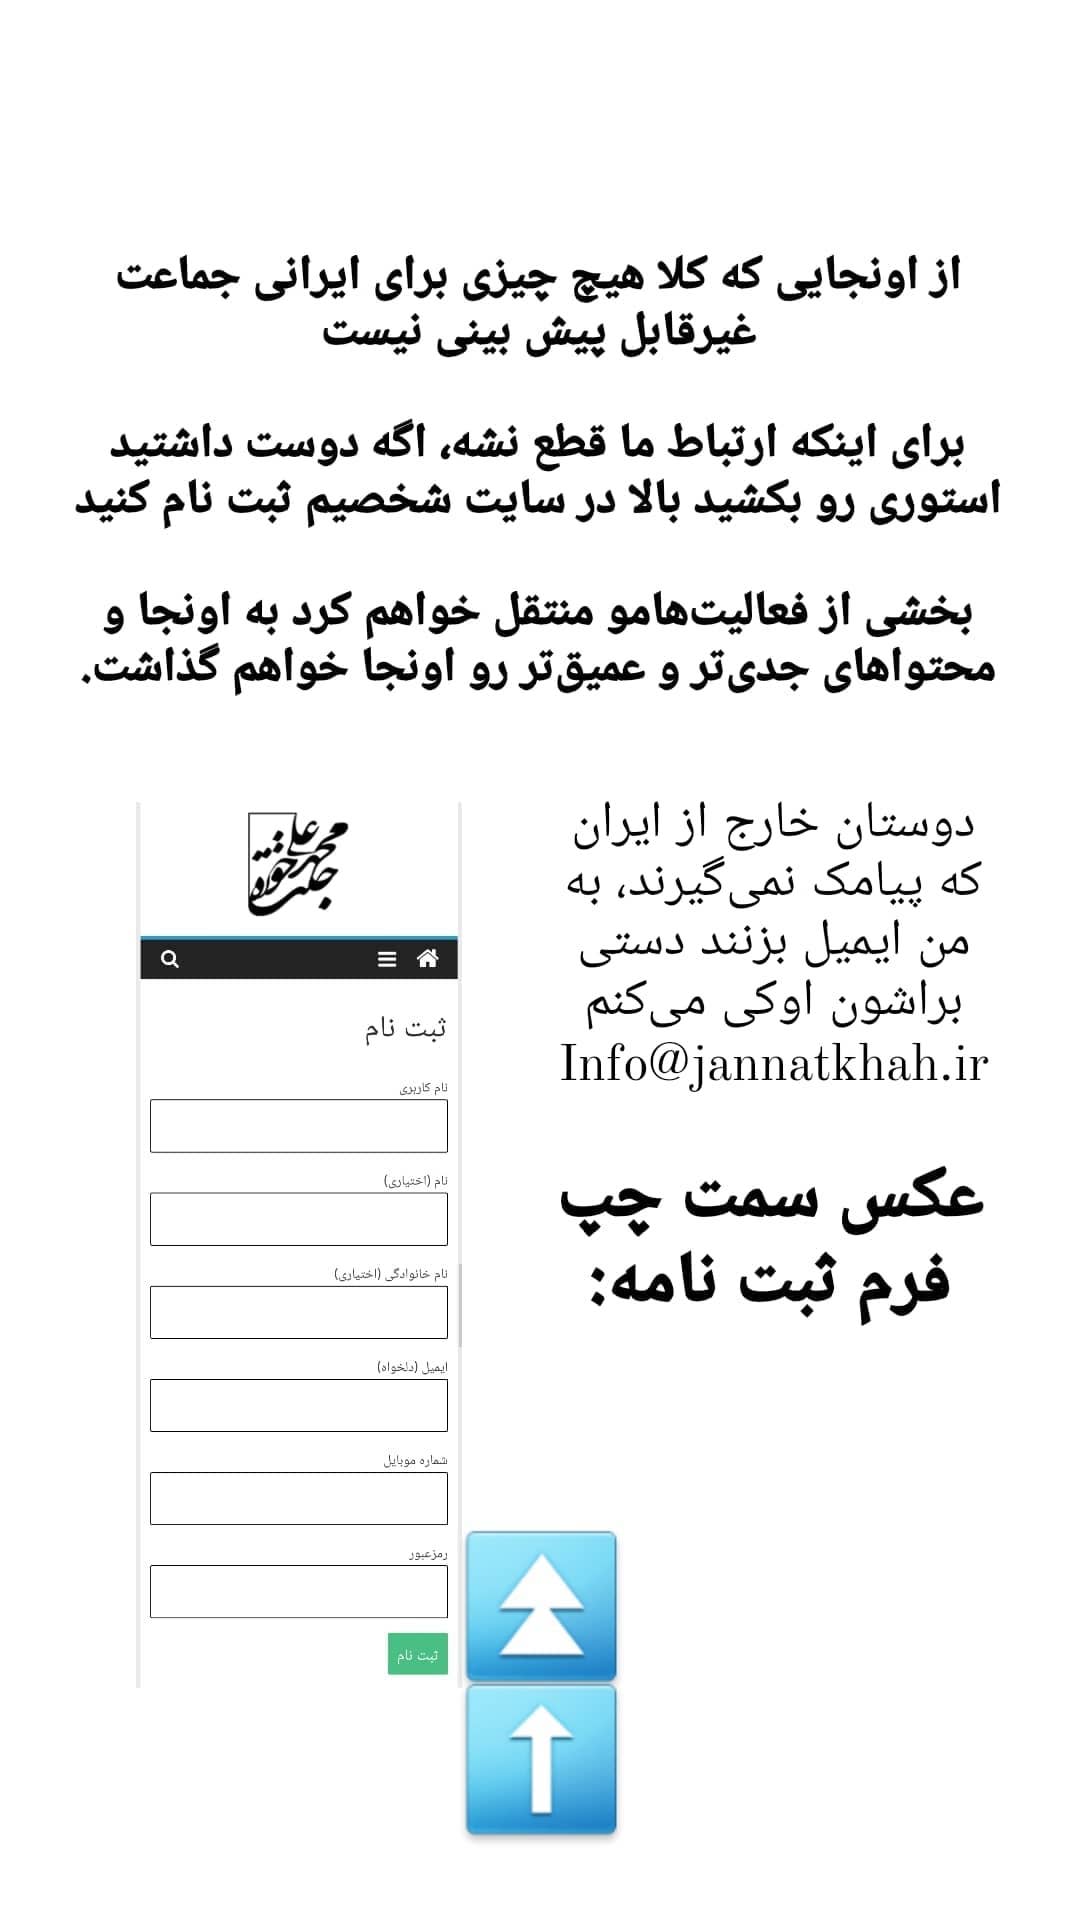 از اونجایی که کلا هیچ چیزی برای ایرانی جماعت
غیرقابل پیش بینی نیست
برای اینکه ارتباط ما قطع نشه، اگه دوست داشتید
استوری رو بکشید بالا در سایت شخصیم ثبت نام کنید
بخشی از فعالیت‌هامو منتقل خواهم کرد به اونجا و
محتواهای جدی‌تر و عمیق‌تر رو اونجا خواهم گذاشت.
دوستان خارج از ایران
که پیامک نمی‌گیرند، به
من ایمیل بزنند دستی
براشون اوکی می‌کنم
Info@jannatkhah.ir
عکس سمت چپ
فرم ثبت نامه:
محمد علی جنت خواه
ثبت نام
نام کاربری
نام (اختیاری)
نام خانوادگی (اختیاری)
ایمیل (دلخواه)
شماره موبایل
رمزعبور
ثبت نام